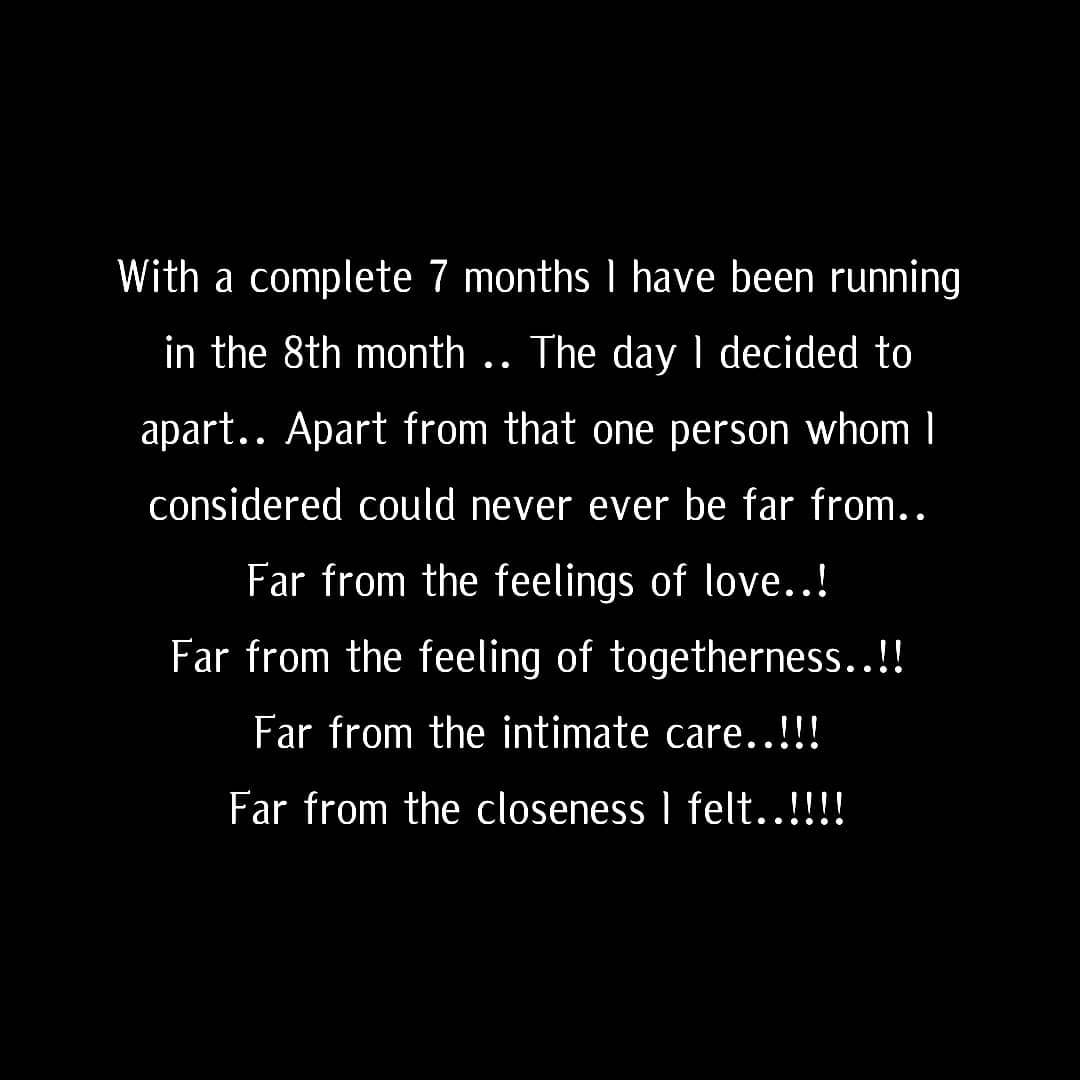 With a complete 7 months I have been running
in the 8th month .. The day I decided to
apart.. Apart from that one person whom I
considered could never ever be far from..
Far from the feelings of love..!
Far from the feeling of togetherness..!!
Far from the intimate care..!!!
Far from the closeness I felt..!!!!